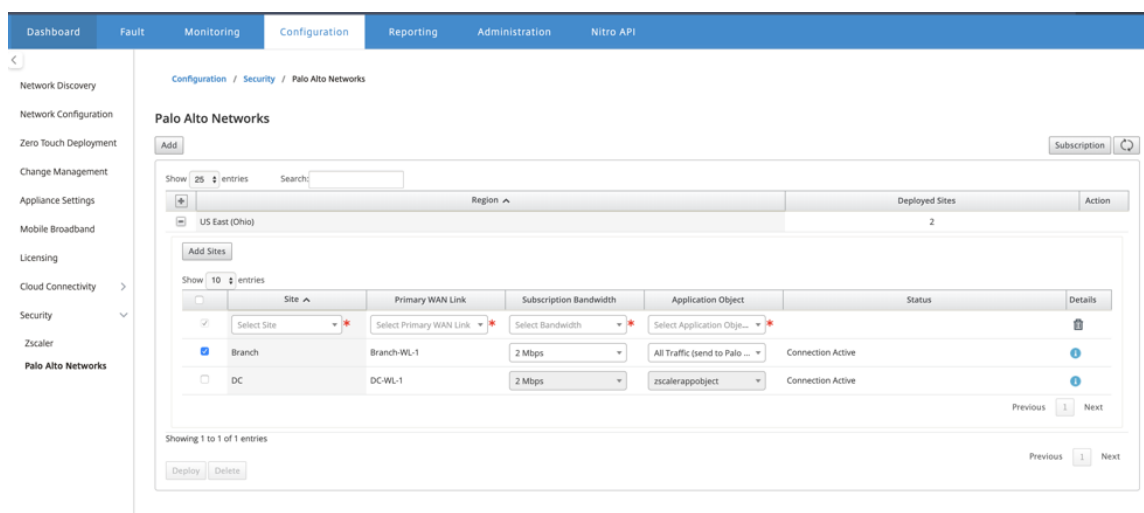 Dashboard Fault Monitoring Configuration Reporting Administration Nitro API
Network Discovery
Network Configuration
Zero Touch Deployment
Change Management
Appliance Settings
Mobile Broadband
Licensing
Cloud Connectivity
Security
Zscaler
Palo Alto Networks
Configuration / Security / Palo Alto Networks
Palo Alto Networks
Add Subscription
Show 25 entries Search:
Region Deployed Sites Action
US East (Ohio) 2
Add Sites
Show 10 entries
Site Primary WAN Link Subscription Bandwidth Application Object Status Details
Select Site * Select Primary WAN Link * Select Bandwidth * Select Application Obje... *
Branch Branch-WL-1 2 Mbps All Traffic (send to Palo ... Connection Active
DC DC-WL-1 2 Mbps zscalerappobject Connection Active
Previous 1 Next
Showing 1 to 1 of 1 entries
Previous 1 Next
Deploy Delete